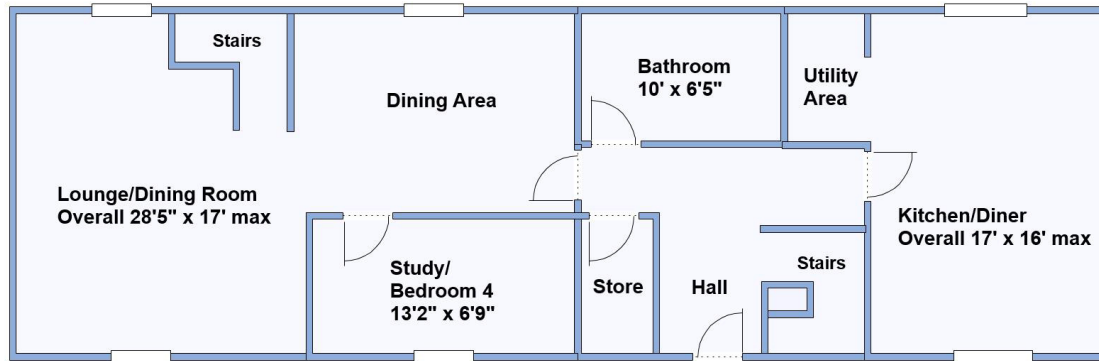 Stairs
Dining Area
Bathroom
10' x 6'5"
Utility
Area
Lounge/Dining Room
Overall 28'5" x 17' max
Kitchen/Diner
Overall 17' x 16' max
Study/
Bedroom 4
13'2" x 6'9"
Store
Hall
Stairs